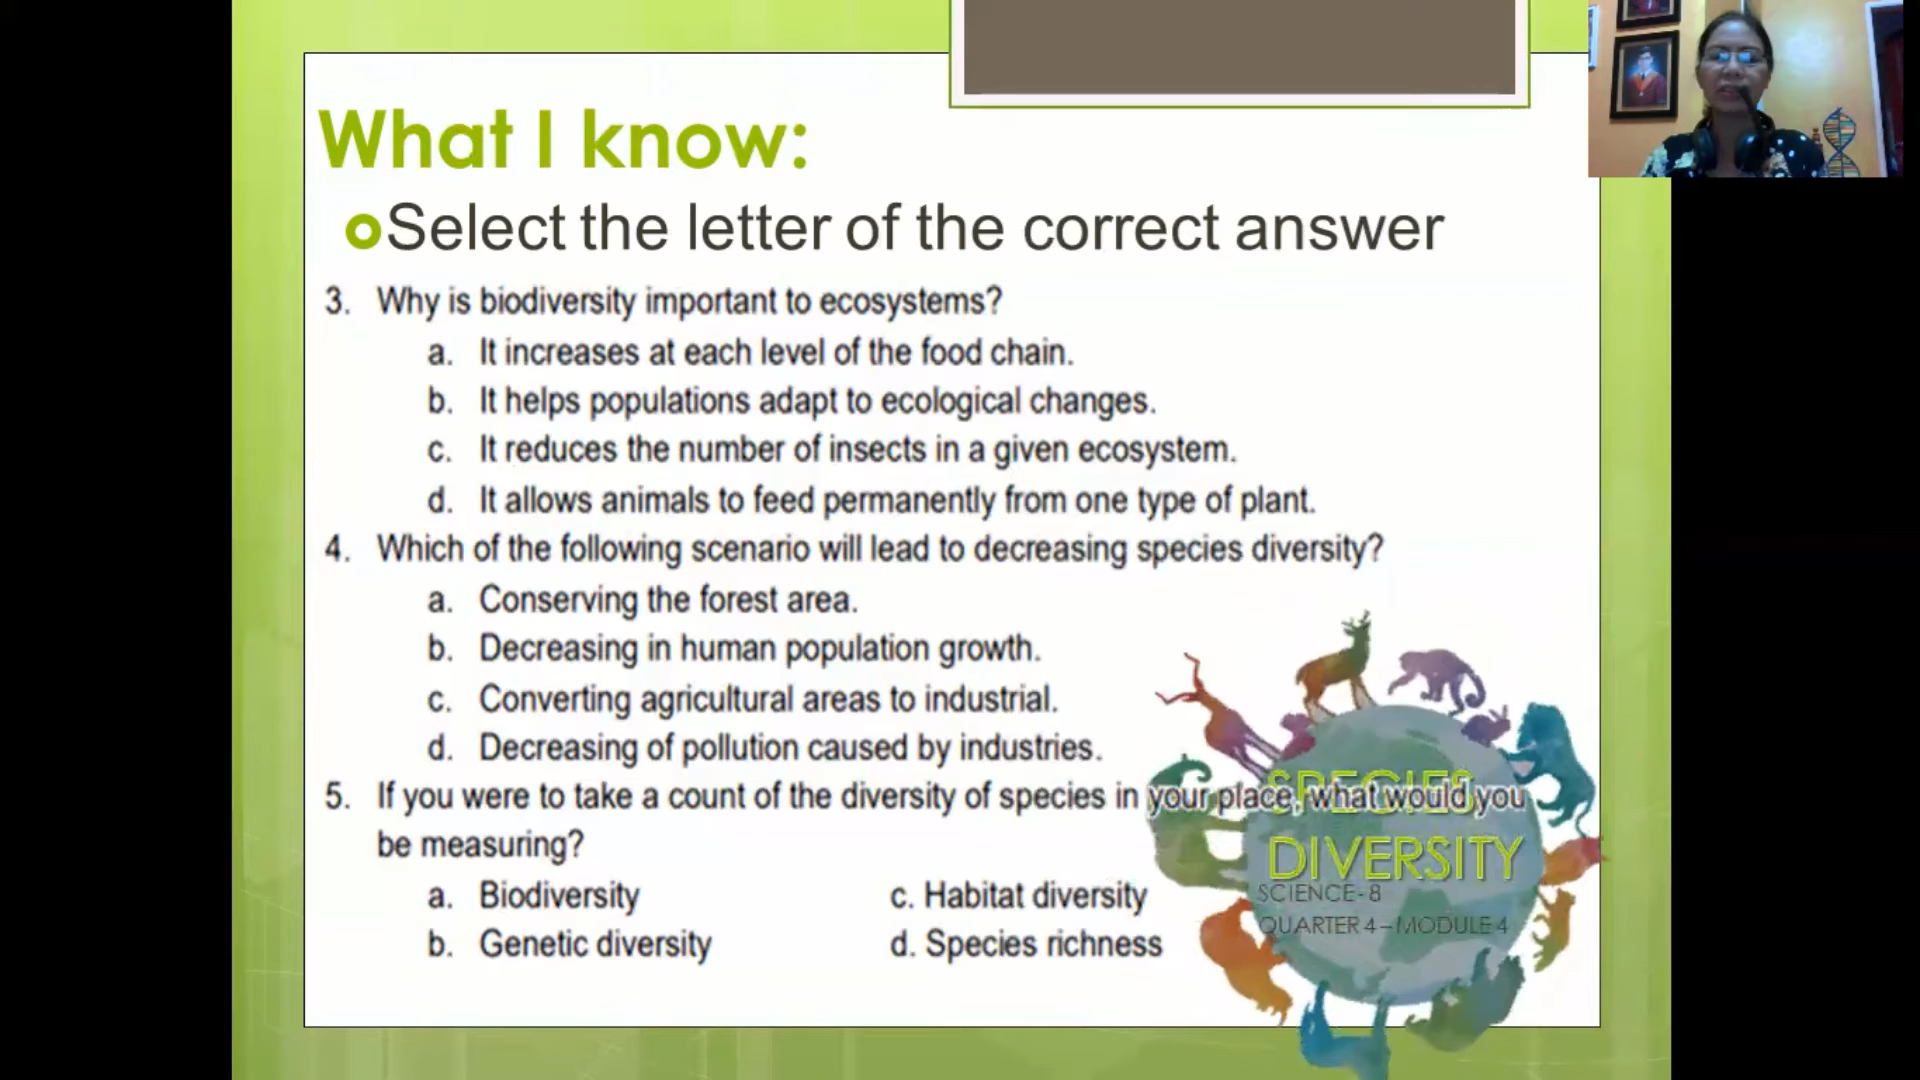 What I know:
Select the letter of the correct answer
3. Why is biodiversity important to ecosystems?
a. It increases at each level of the food chain.
b. It helps populations adapt to ecological changes.
c. It reduces the number of insects in a given ecosystem.
d. It allows animals to feed permanently from one type of plant.
4. Which of the following scenario will lead to decreasing species diversity?
a. Conserving the forest area.
b. Decreasing in human population growth.
c. Converting agricultural areas to industrial.
d. Decreasing of pollution caused by industries.
5. If you were to take a count of the diversity of species in your place, what would you
be measuring?
a. Biodiversity c. Habitat diversity
b. Genetic diversity d. Species richness
SPECIES
DIVERSITY
SCIENCE- 8
QUARTER 4 – MODULE 4